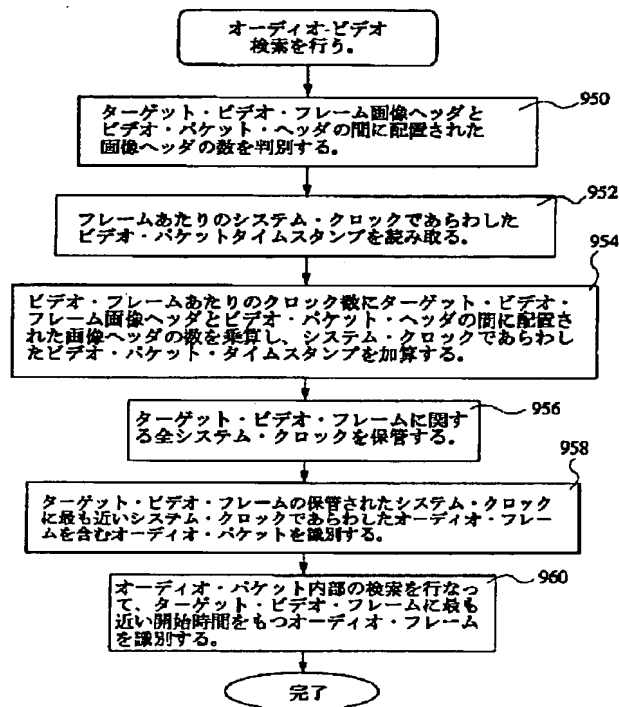 オーディオ-ビデオ
検索を行う。
950
ターゲット・ビデオ・フレーム画像ヘッダと
ビデオ・パケット・ヘッダの間に配置された
画像ヘッダの数を判別する。
952
フレームあたりのシステム・クロックであらわした
ビデオ・パケットタイムスタンプを読み取る。
954
ビデオ・フレームあたりのクロック数にターゲット・ビデオ・
フレーム画像ヘッダとビデオ・パケット・ヘッダの間に配置さ
れた画像ヘッダの数を乗算し、システム・クロックであらわし
たビデオ・パケット・タイムスタンプを加算する。
956
ターゲット・ビデオ・フレームに関す
る全システム・クロックを保管する。
958
ターゲット・ビデオ・フレームの保管されたシステム・クロック
に最も近いシステム・クロックであらわしたオーディオ・フレー
ムを含むオーディオ・パケットを識別する。
960
オーディオ・パケット内部の検索を行なっ
て、ターゲット・ビデオ・フレームに最も
近い開始時間をもつオーディオ・フレーム
を識別する。
完了